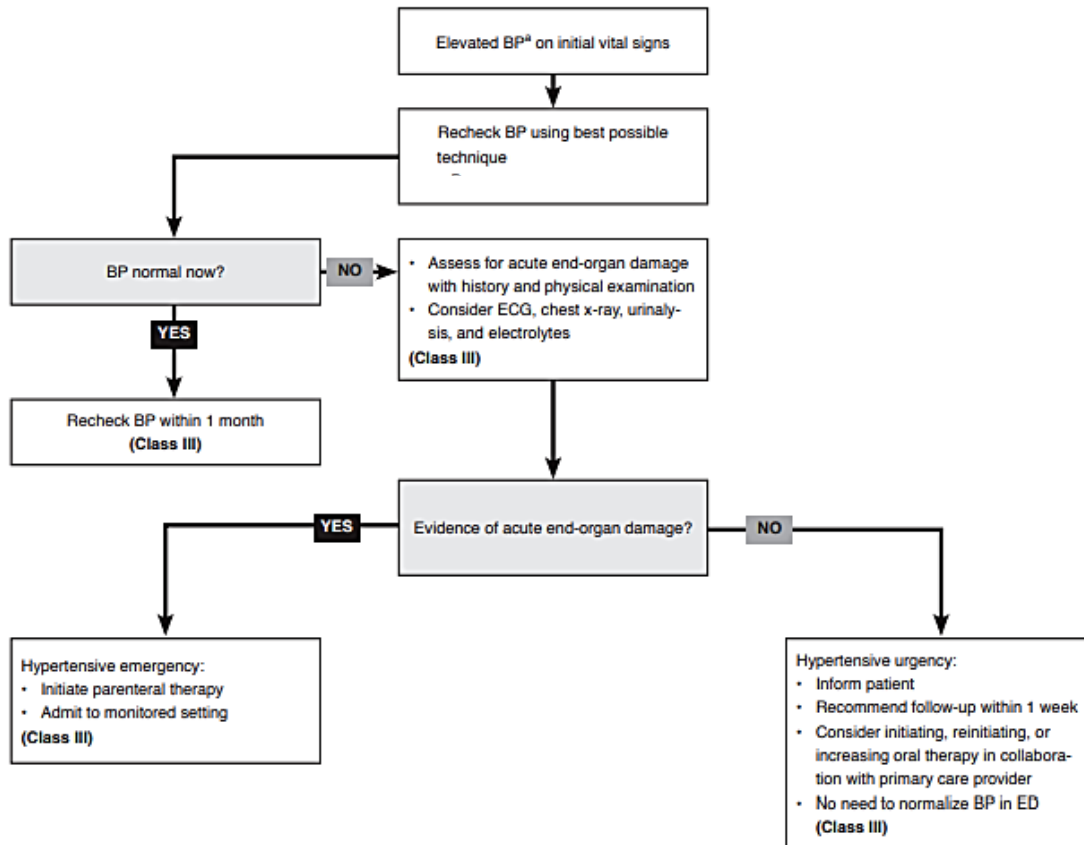 Elevated BPᵃ on initial vital signs
Recheck BP using best possible
technique
BP normal now?
NO
• Assess for acute end-organ damage
with history and physical examination
• Consider ECG, chest x-ray, urinaly-
sis, and electrolytes
(Class III)
YES
Recheck BP within 1 month
(Class III)
Evidence of acute end-organ damage?
YES
NO
Hypertensive emergency:
• Initiate parenteral therapy
• Admit to monitored setting
(Class III)
Hypertensive urgency:
• Inform patient
• Recommend follow-up within 1 week
• Consider initiating, reinitiating, or
increasing oral therapy in collabora-
tion with primary care provider
• No need to normalize BP in ED
(Class III)